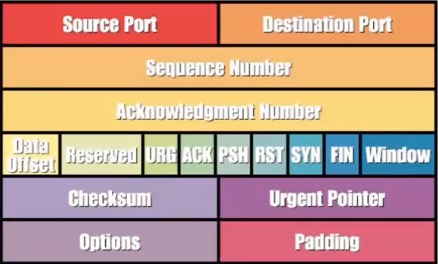 Source Port Destination Port
Sequence Number
Acknowledgment Number
Data Offset Reserved URG ACK PSH RST SYN FIN Window
Checksum Urgent Pointer
Options Padding